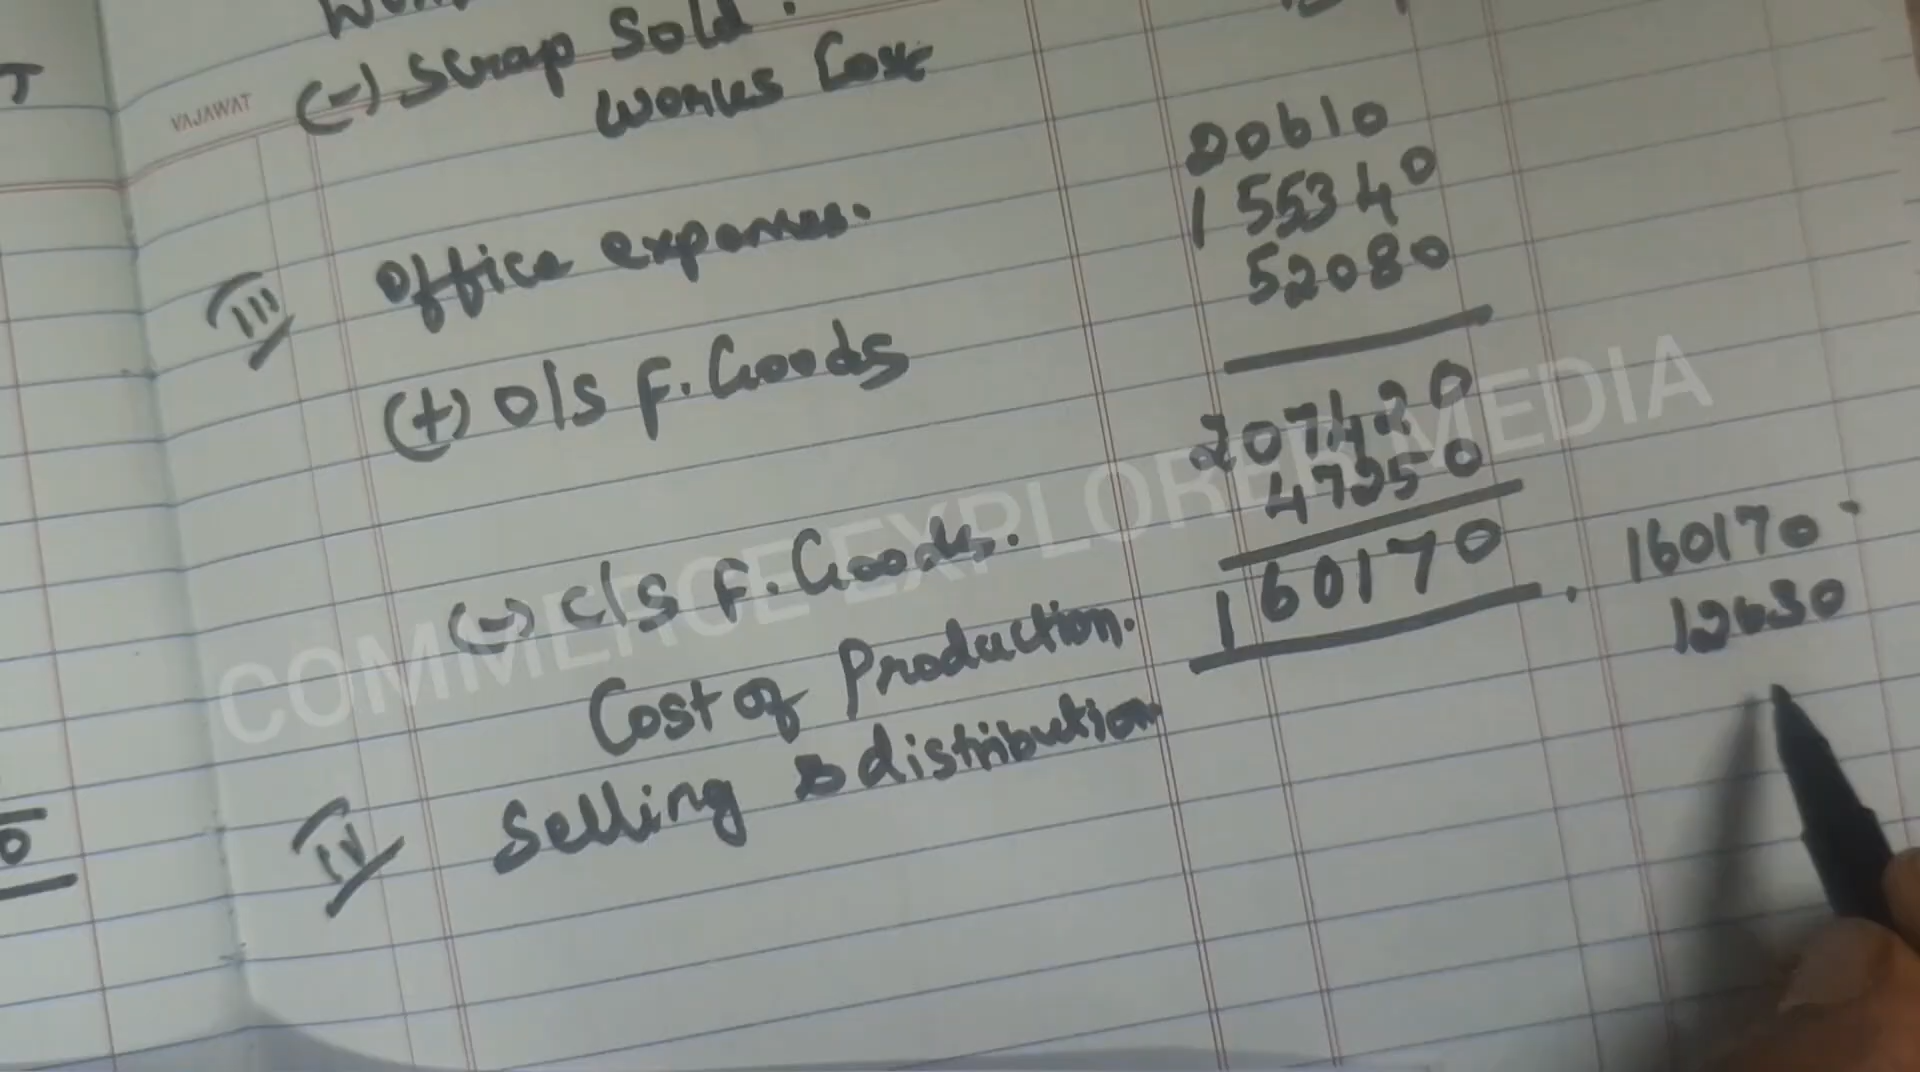 (-) Scrap Sold.
VAJAWAT
Works Cost
20610
155340
III Office expenses. 52080
(+) O/S F. Goods
207420
47250
(-) C/S F. Goods.
160170 160170
Cost of Production. 12630
IV Selling & distribution
COMMERCE EXPLORER MEDIA